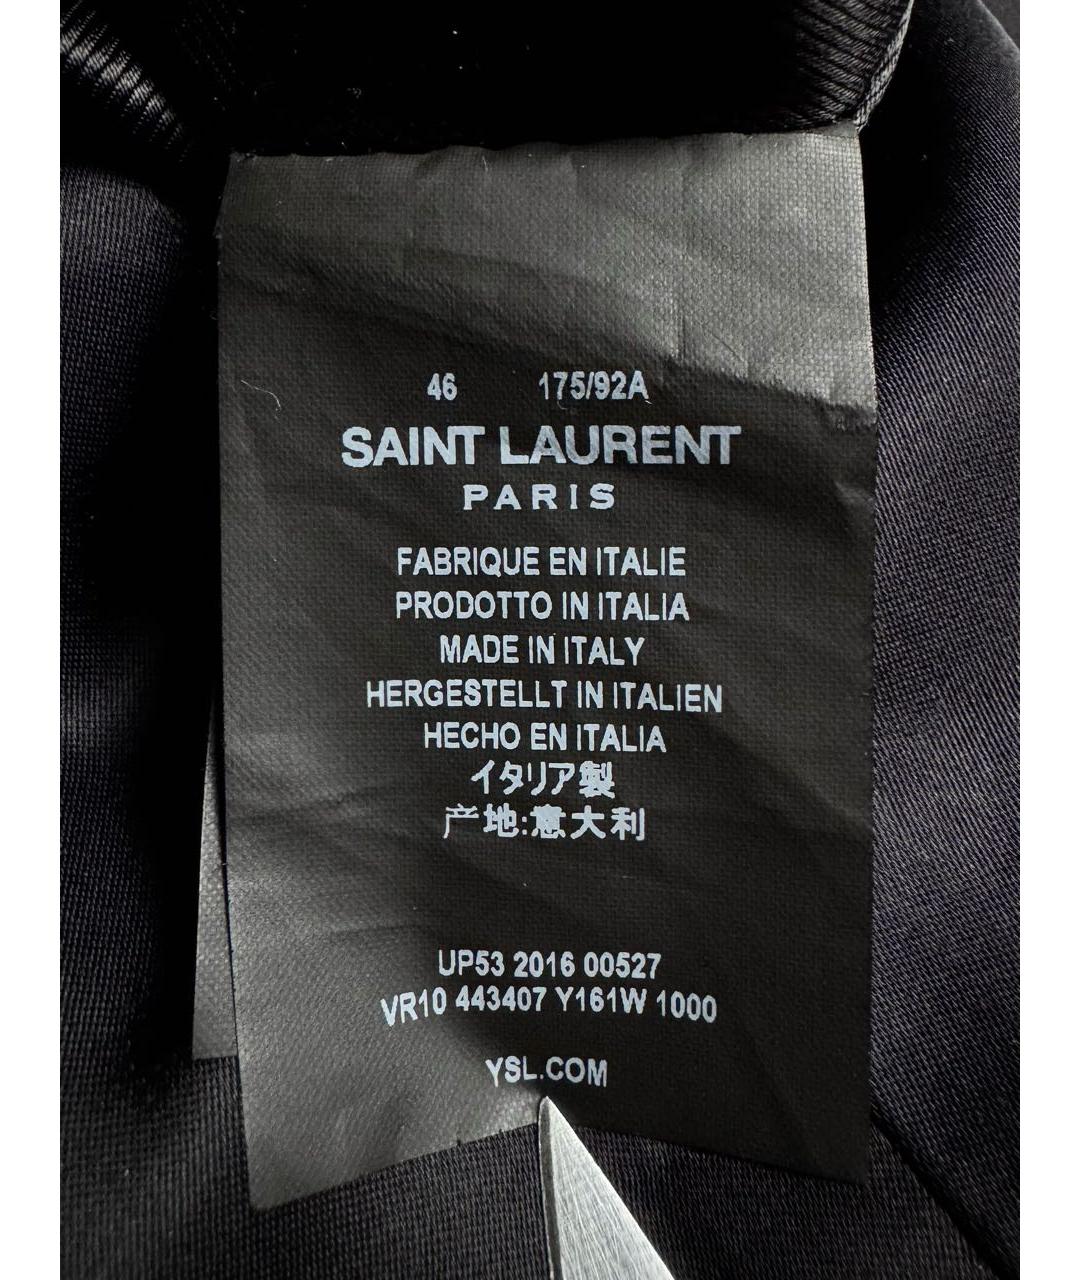 46 175/92A
SAINT LAURENT
PARIS
FABRIQUE EN ITALIE
PRODOTTO IN ITALIA
MADE IN ITALY
HERGESTELLT IN ITALIEN
HECHO EN ITALIA
イタリア製
产地:意大利
UP53 2016 00527
VR10 443407 Y161W 1000
YSL.COM